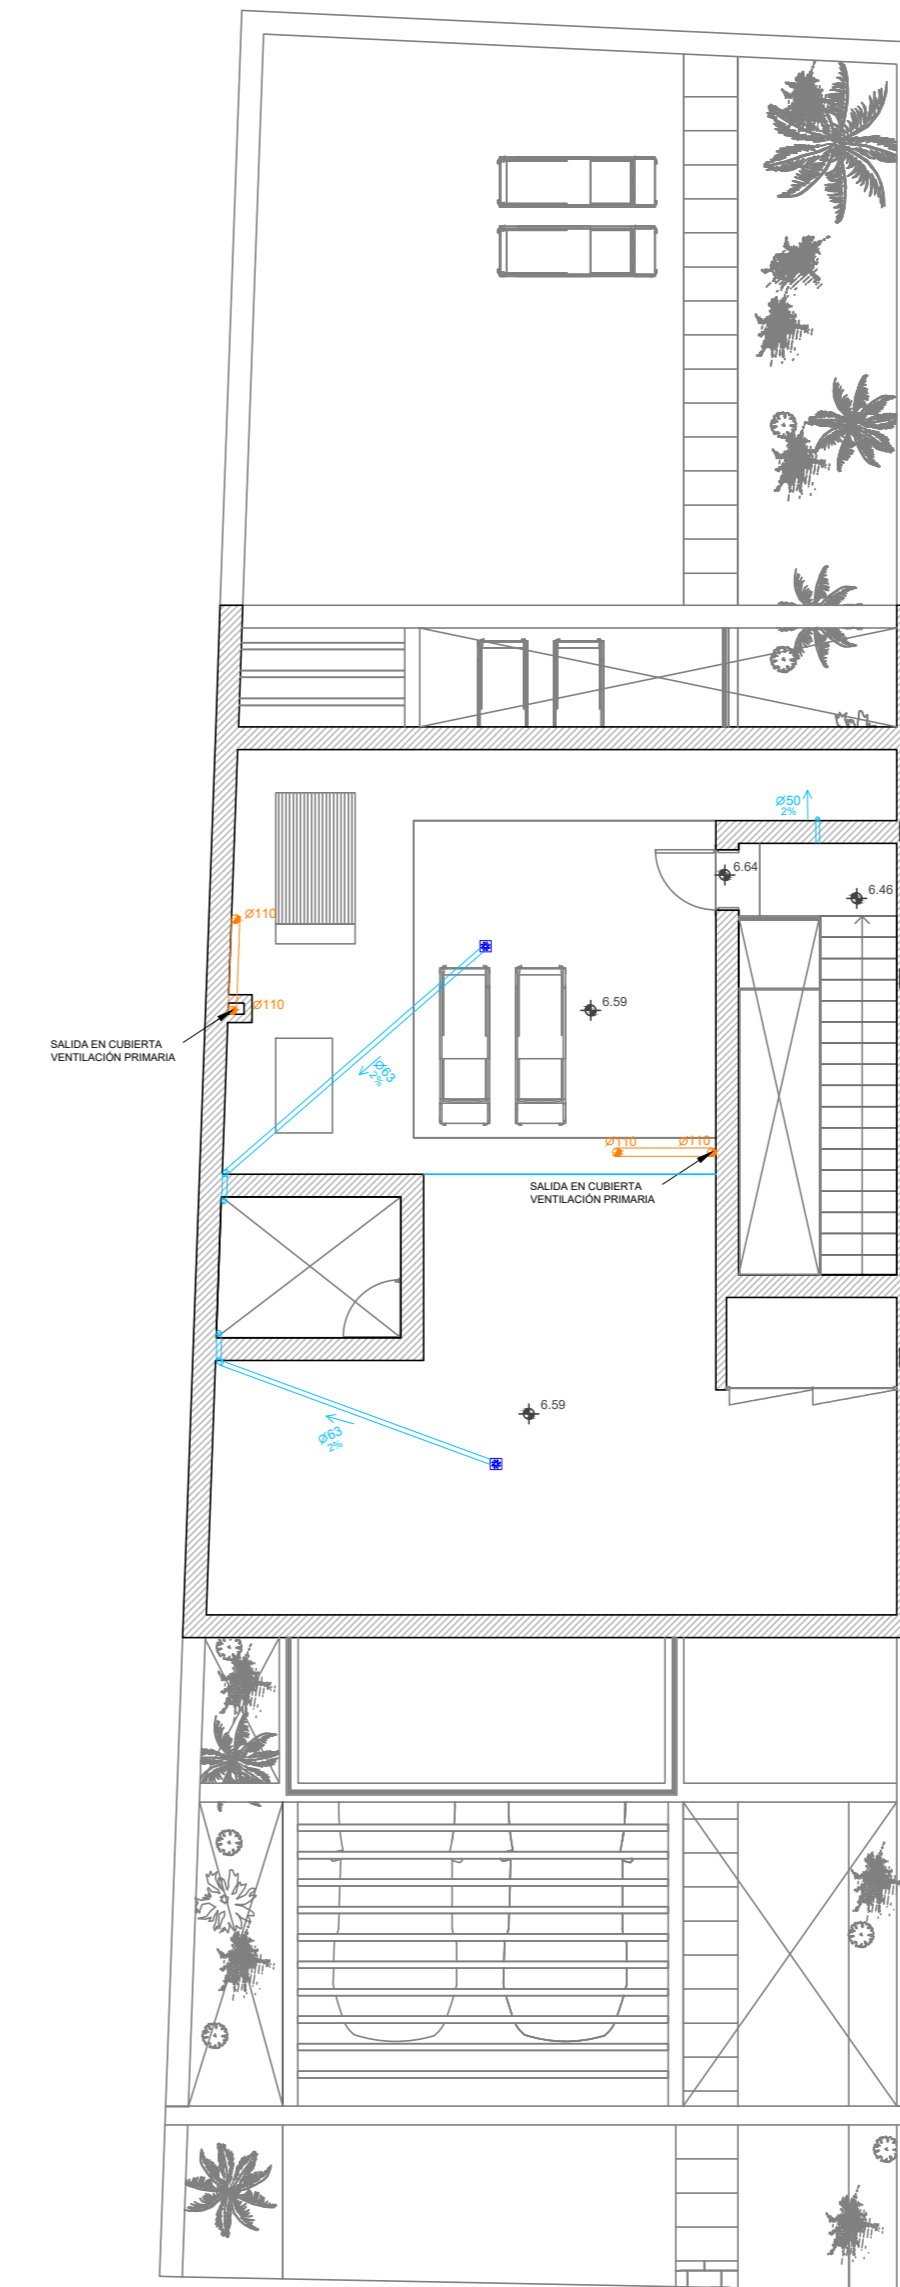 Ø50
2%
6.64
6.46
Ø110
6.59
Ø110
SALIDA EN CUBIERTA
VENTILACIÓN PRIMARIA
Ø63
2%
Ø110
Ø110
SALIDA EN CUBIERTA
VENTILACIÓN PRIMARIA
6.59
Ø63
2%